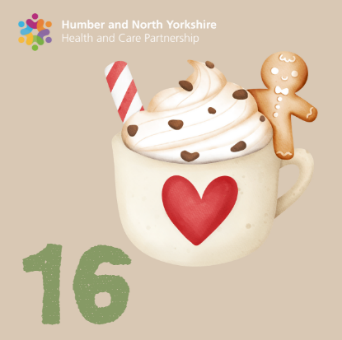 Humber and North Yorkshire
Health and Care Partnership
16